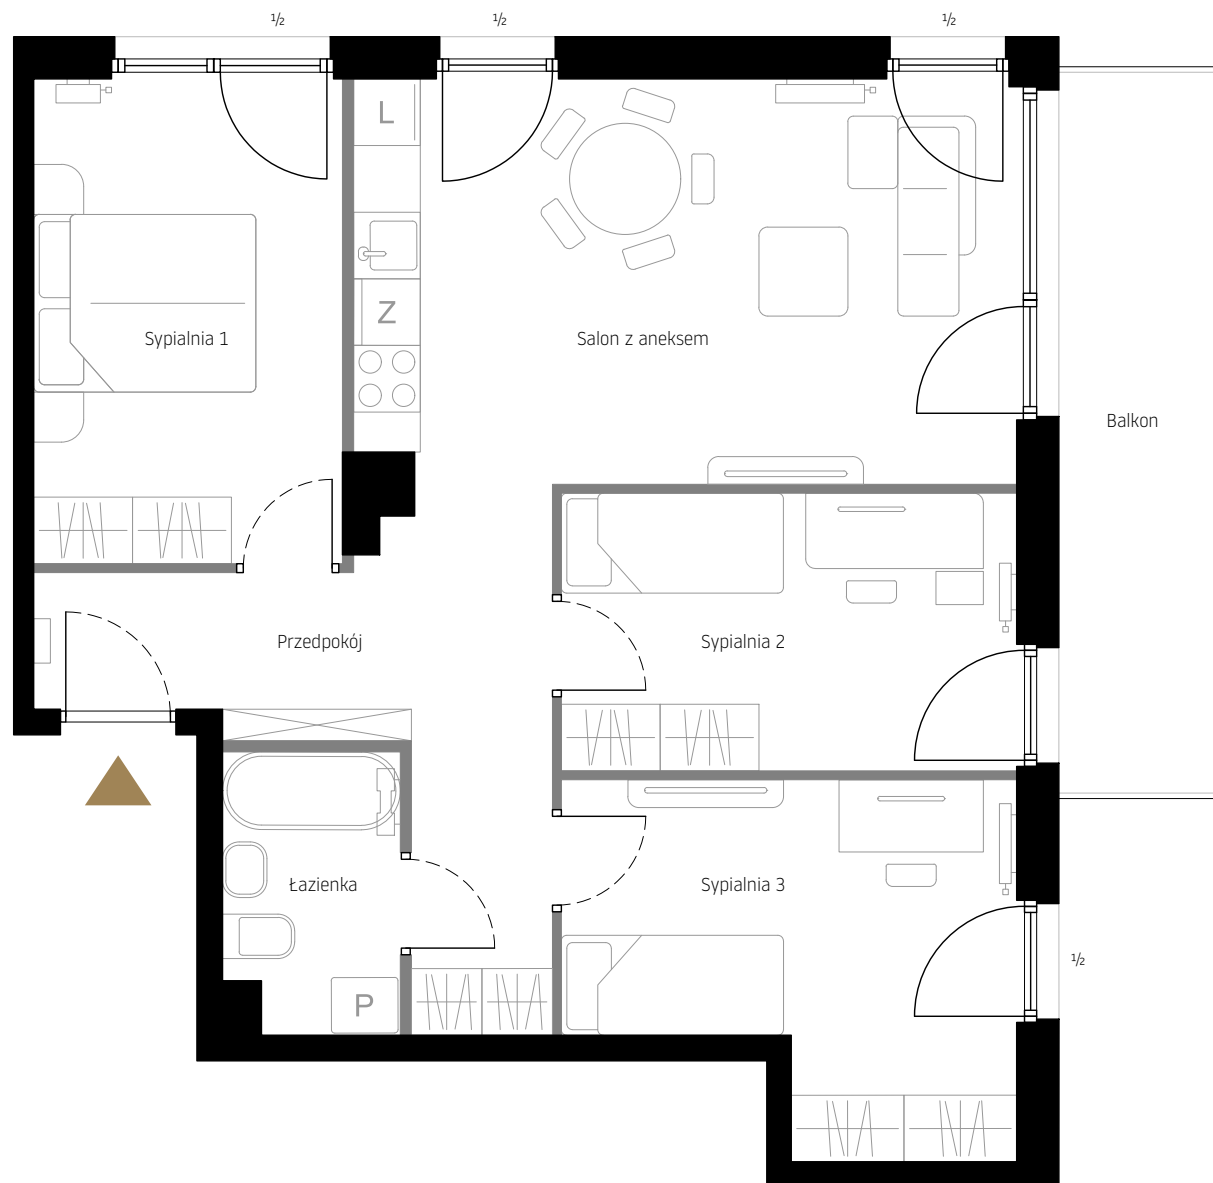 ½
½
½
L
Z
Sypialnia 1
Salon z aneksem
Balkon
Przedpokój
Sypialnia 2
Łazienka
Sypialnia 3
½
P